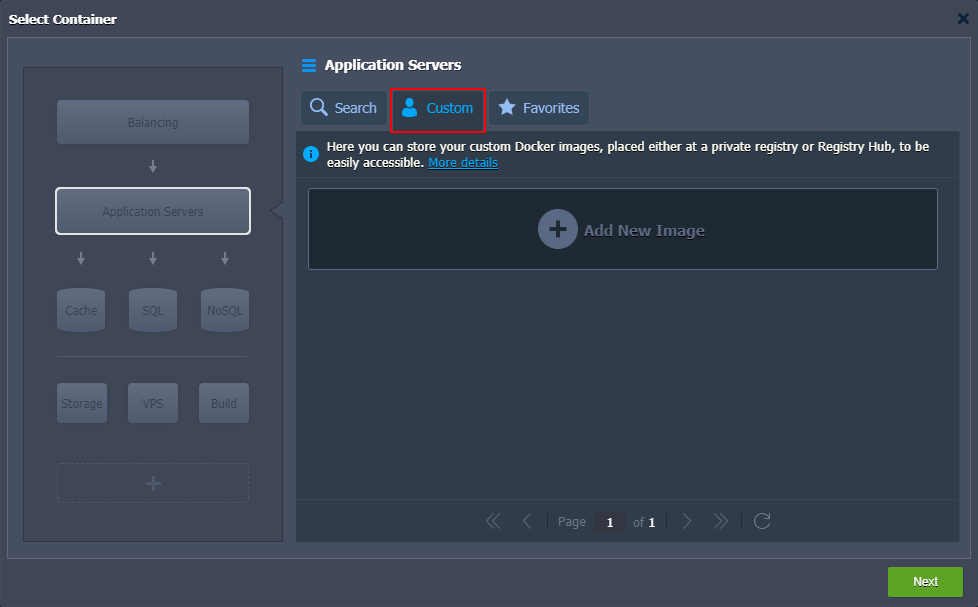 Select Container
Application Servers
Search
Custom
Favorites
Here you can store your custom Docker images, placed either at a private registry or Registry Hub, to be
easily accessible. More details
Add New Image
Balancing
Application Servers
Cache
SQL
NoSQL
Storage
VPS
Build
Page 1 of 1
Next